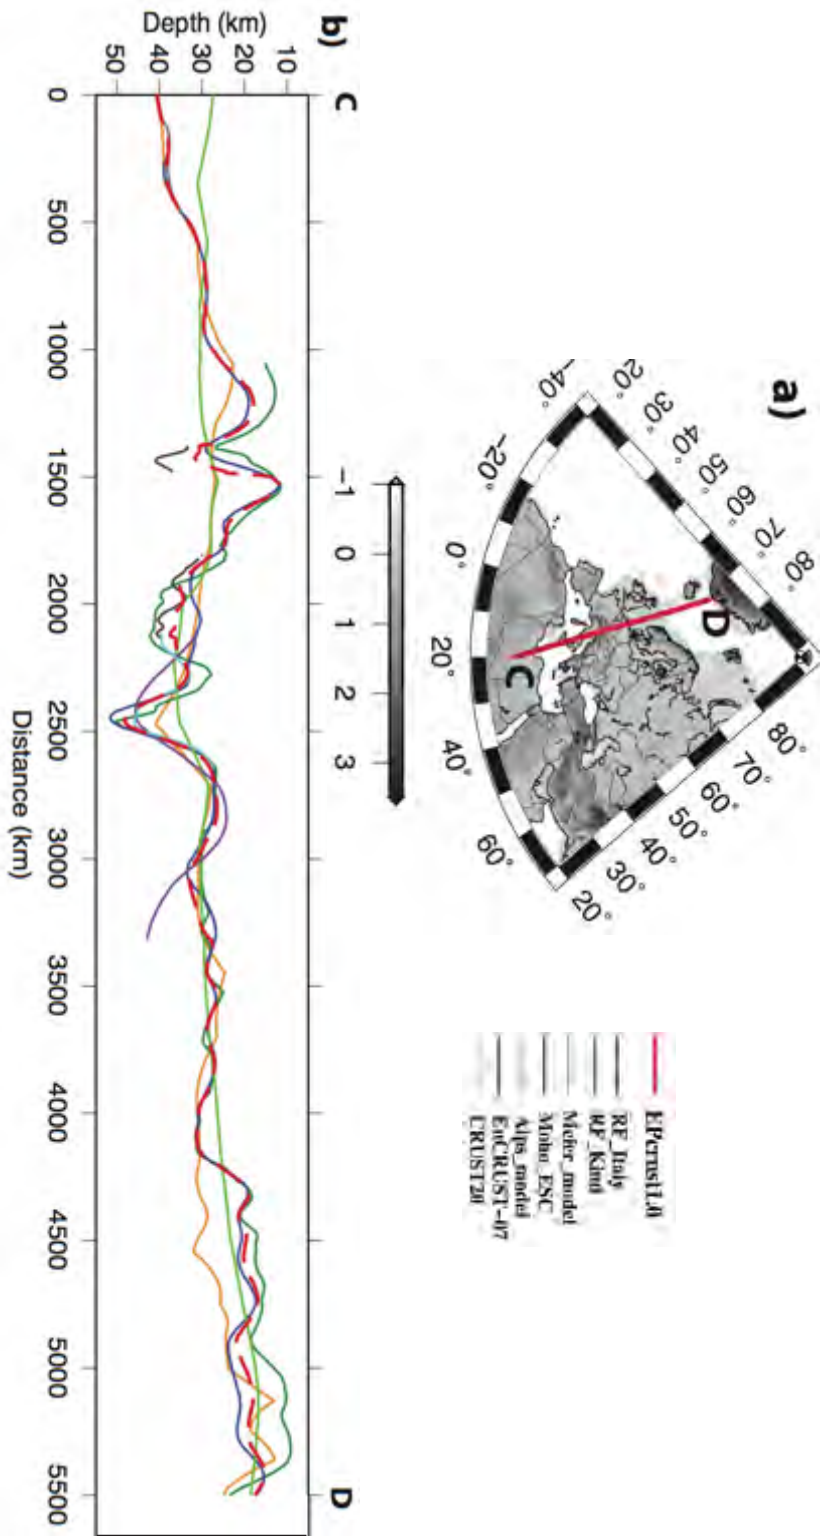 a)
20°
30°
40°
50°
60°
70°
80°
-40°
-20°
0°
20°
40°
60°
80°
70°
60°
50°
40°
30°
20°
C
D
EPcrust1.0
RF_Italy
RF_Kind
Meier_model
Moho_ESC
Alps_model
EuCRUST-07
CRUST20
-1 0 1 2 3
b)
C D
Depth (km)
10
20
30
40
50
0 500 1000 1500 2000 2500 3000 3500 4000 4500 5000 5500
Distance (km)